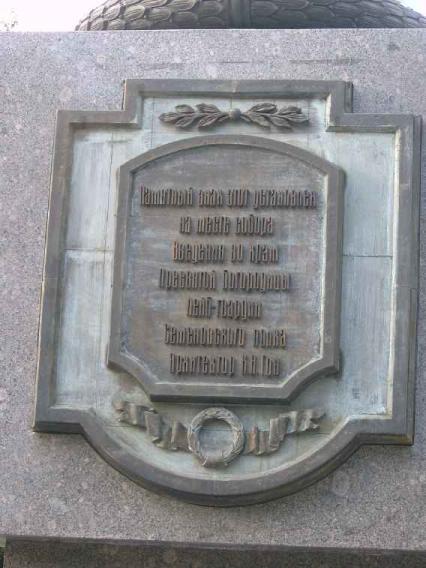 Памятный знак этот установлен
на месте собора
Введения во храм
Пресвятой Богородицы
лейб-гвардии
Семеновского полка
Архитектор К.А.Тон